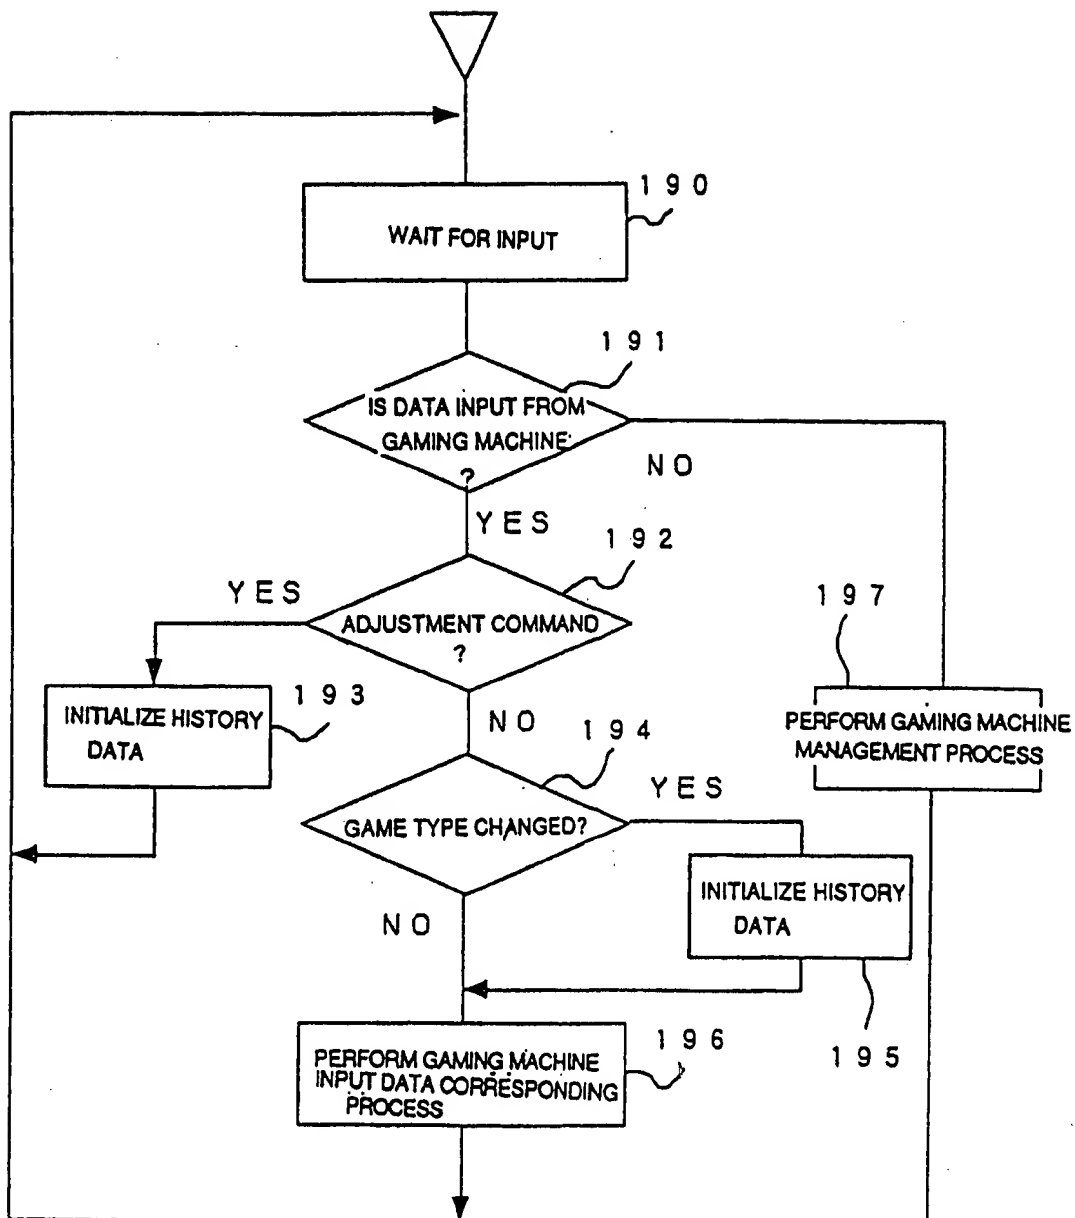 190
WAIT FOR INPUT
191
IS DATA INPUT FROM
GAMING MACHINE
?
NO
YES
192
YES
ADJUSTMENT COMMAND
?
197
193
INITIALIZE HISTORY
DATA
NO
194
PERFORM GAMING MACHINE
MANAGEMENT PROCESS
YES
GAME TYPE CHANGED?
INITIALIZE HISTORY
DATA
NO
195
196
PERFORM GAMING MACHINE
INPUT DATA CORRESPONDING
PROCESS